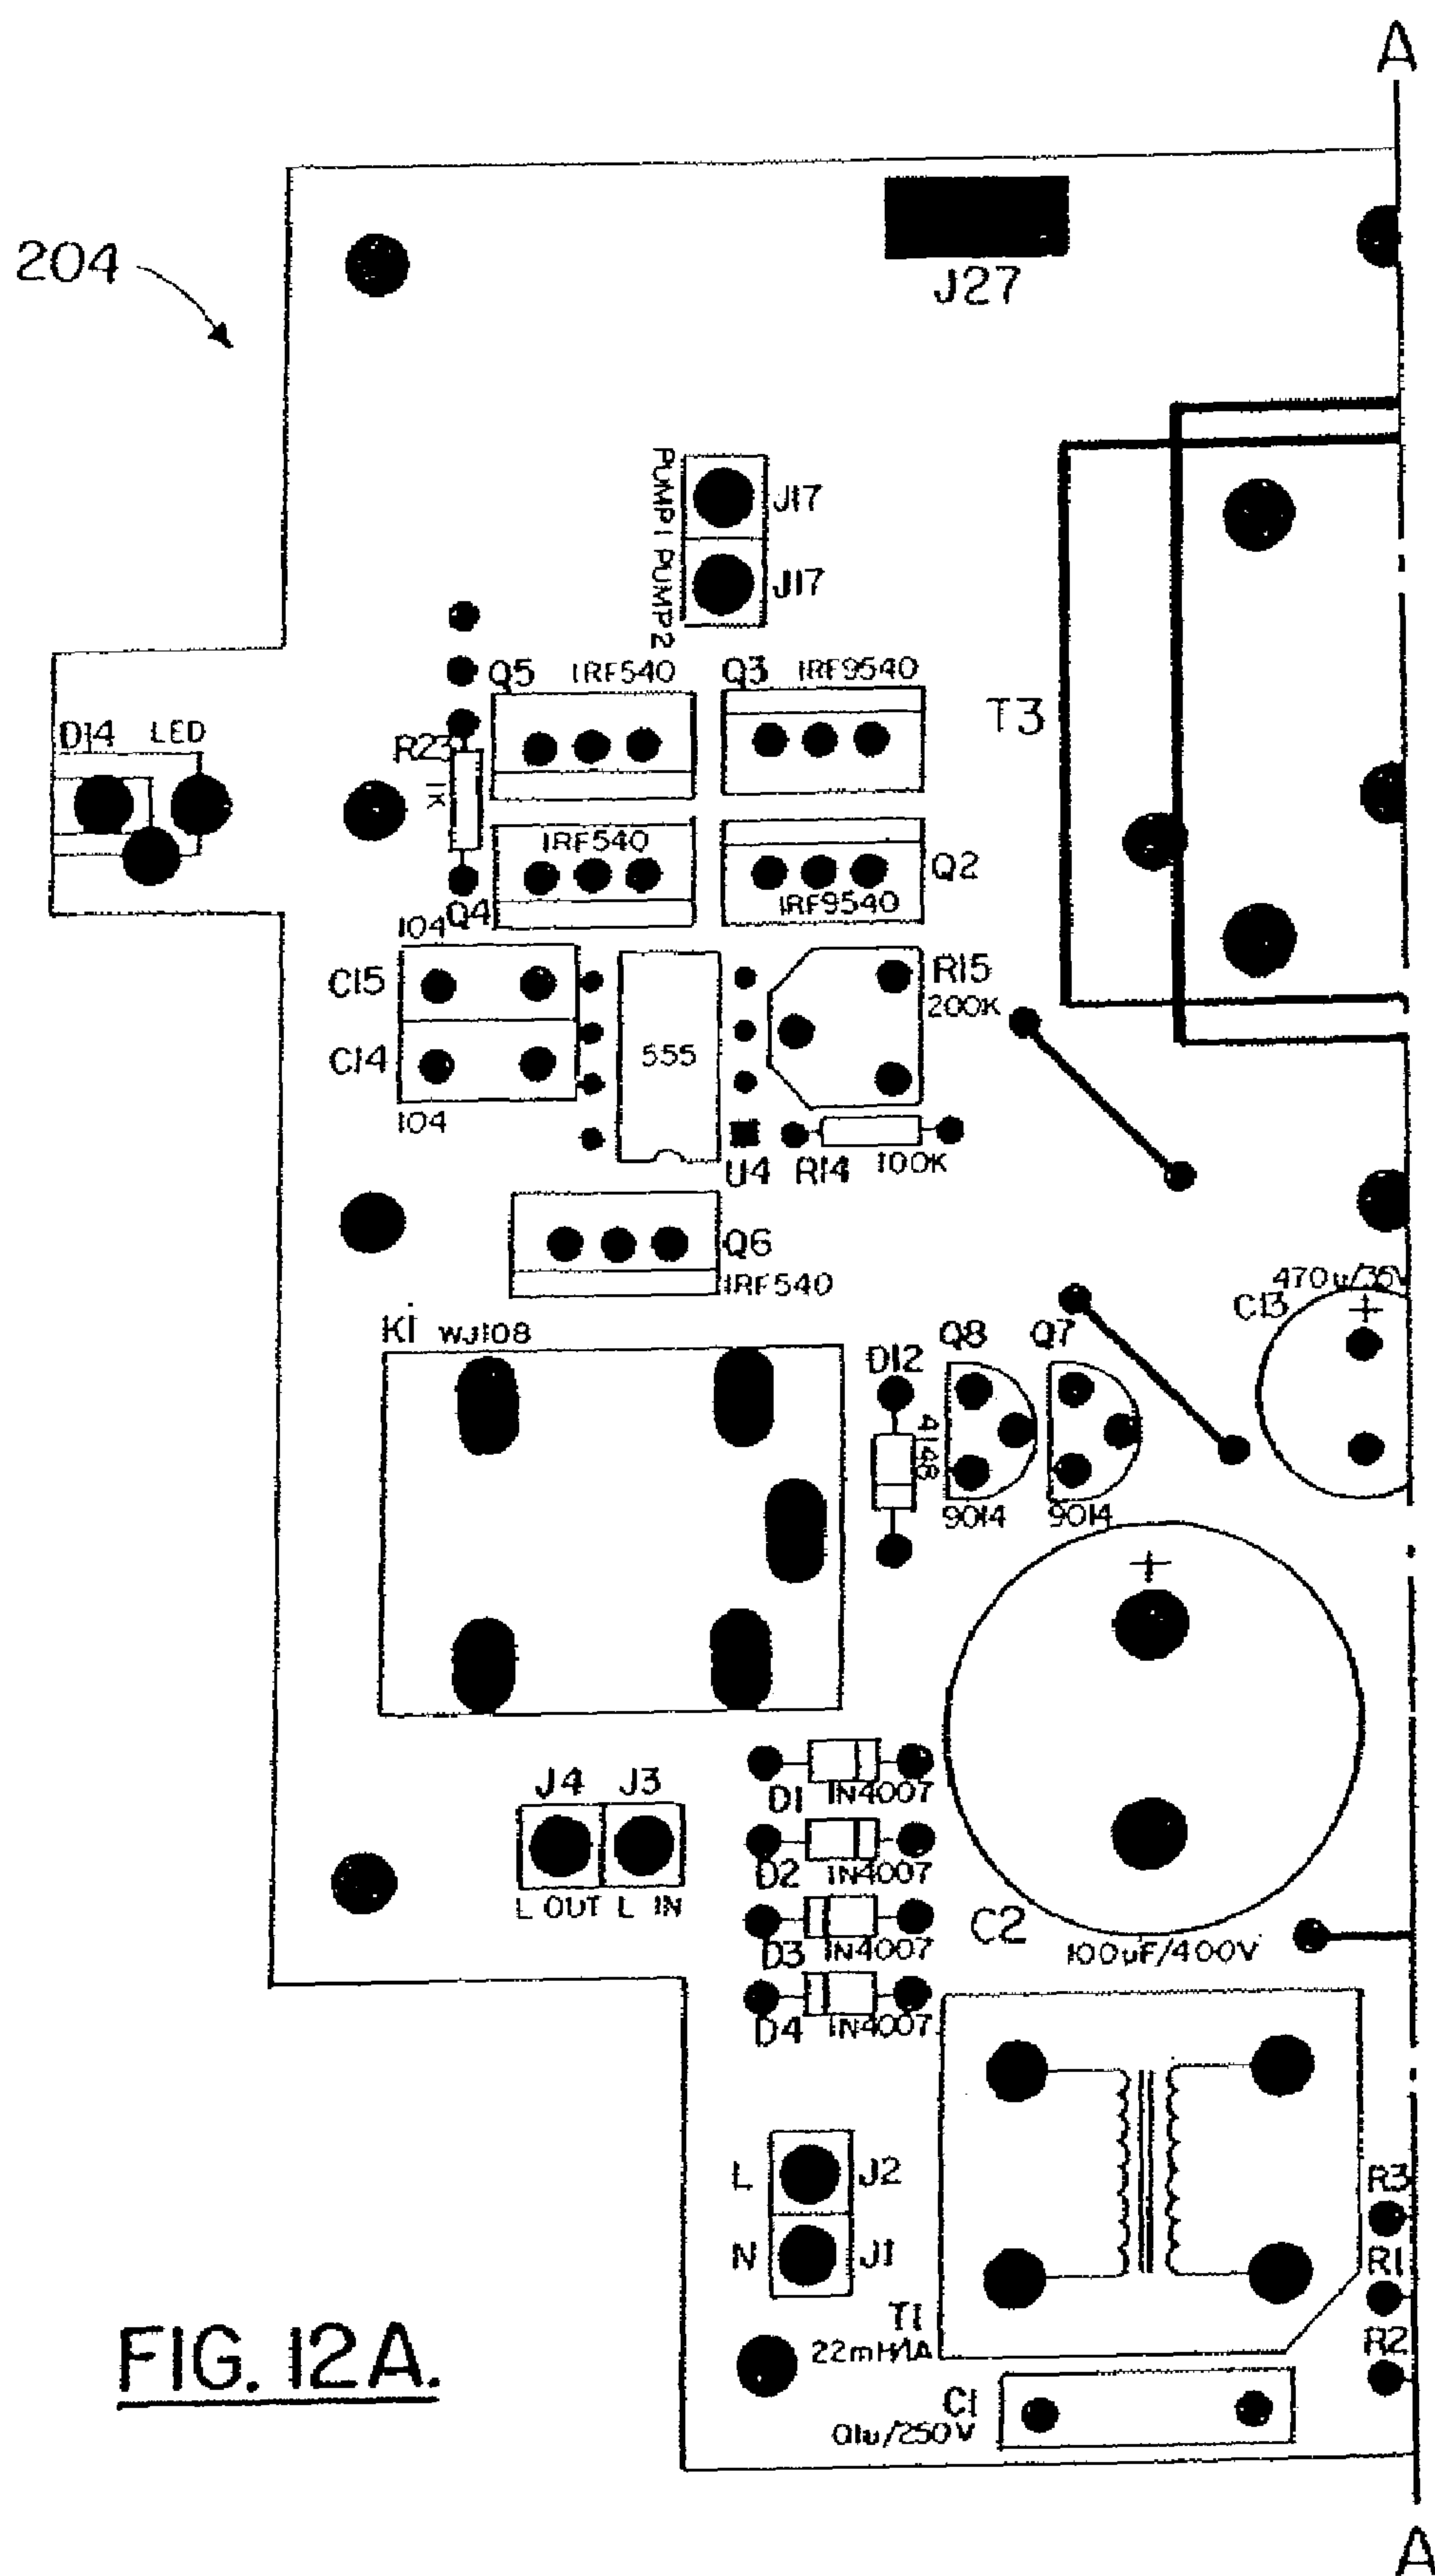 A
204
J27
PUMP1 PUMP2
J17
J17
Q5 IRF540
Q3 IRF9540
T3
D14 LED
R23
1K
IRF540
Q2
IRF9540
Q4
104
C15
R15
200K
555
C14
104
U4 R14 100K
Q6
IRF540
470u/35V
C13
K1 WJ108
Q8 Q7
D12
4148
9014 9014
J4 J3
D1 IN4007
D2 IN4007
L OUT L IN
C2
D3 IN4007
100uF/400V
D4 IN4007
L J2
R3
N J1
R1
T1
22mH/1A
R2
FIG. 12A.
C1
01u/250V
A